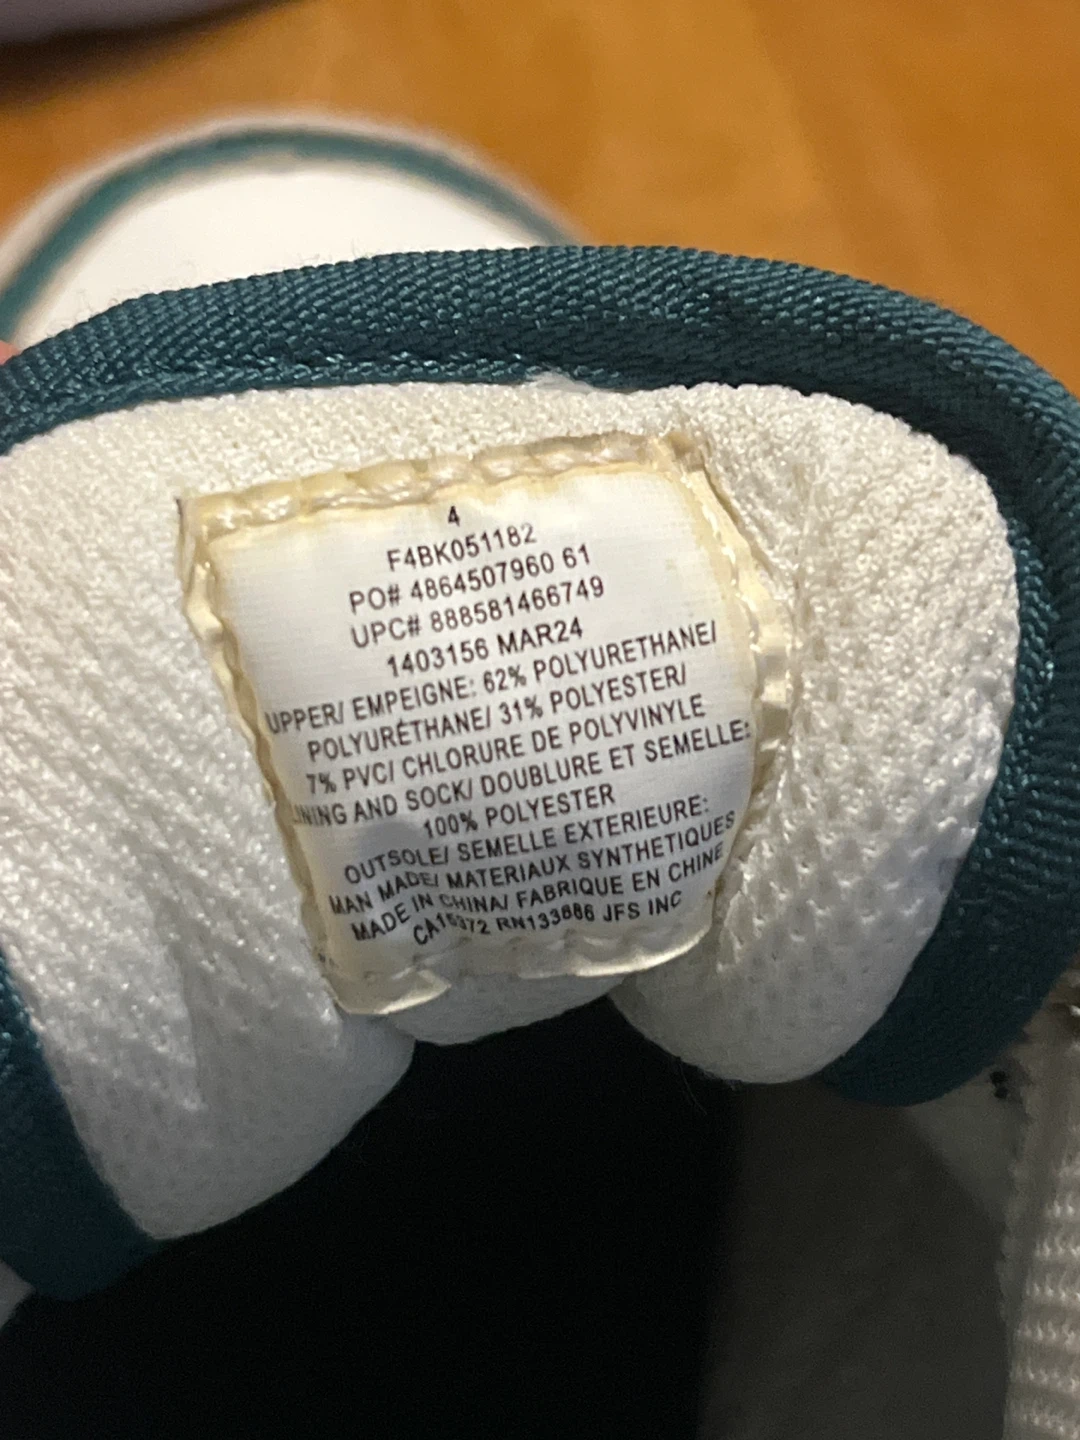 4
F4BK051182
PO# 4864507960 61
UPC# 888581466749
1403156 MAR24
UPPER/ EMPEIGNE: 62% POLYURETHANE/
POLYURÉTHANE/ 31% POLYESTER/
7% PVC/ CHLORURE DE POLYVINYLE
LINING AND SOCK/ DOUBLURE ET SEMELLE:
100% POLYESTER
OUTSOLE/ SEMELLE EXTERIEURE:
MAN MADE/ MATERIAUX SYNTHETIQUES
MADE IN CHINA/ FABRIQUE EN CHINE
RN133886 JFS INC